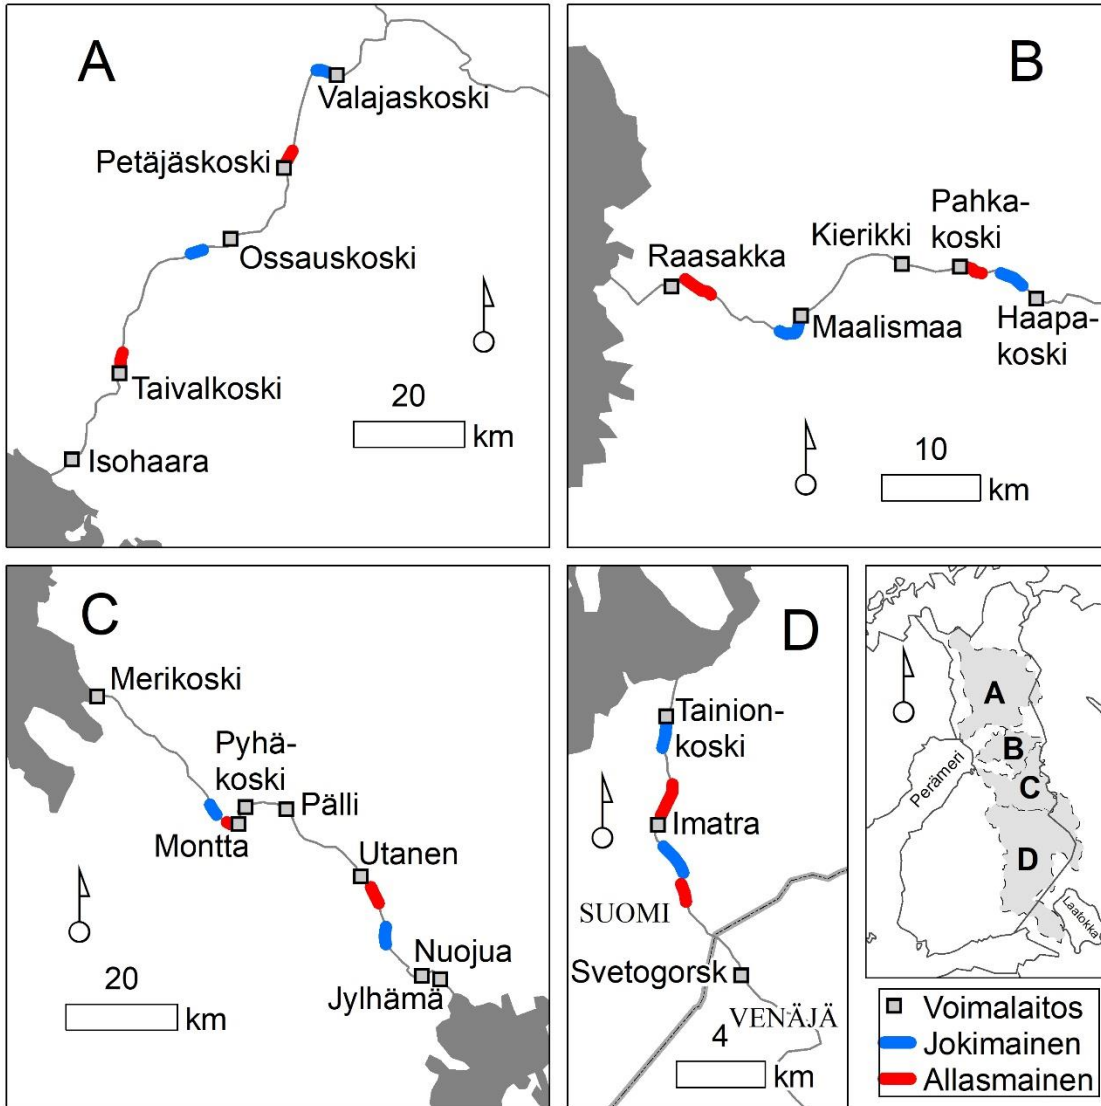 A
Valajaskoski
Petäjäskoski
Ossauskoski
Taivalkoski
20
km
Isohaara
B
Pahka-
koski
Kierikki
Raasakka
Maalismaa
Haapa-
koski
10
km
C
Merikoski
Pyhä-
koski
Pälli
Montta
Utanen
Nuojua
Jylhämä
20
km
D
Tainion-
koski
Imatra
SUOMI
Svetogorsk
VENÄJÄ
4
km
A
B
C
D
Perämeri
Laatokka
Voimalaitos
Jokimainen
Allasmainen